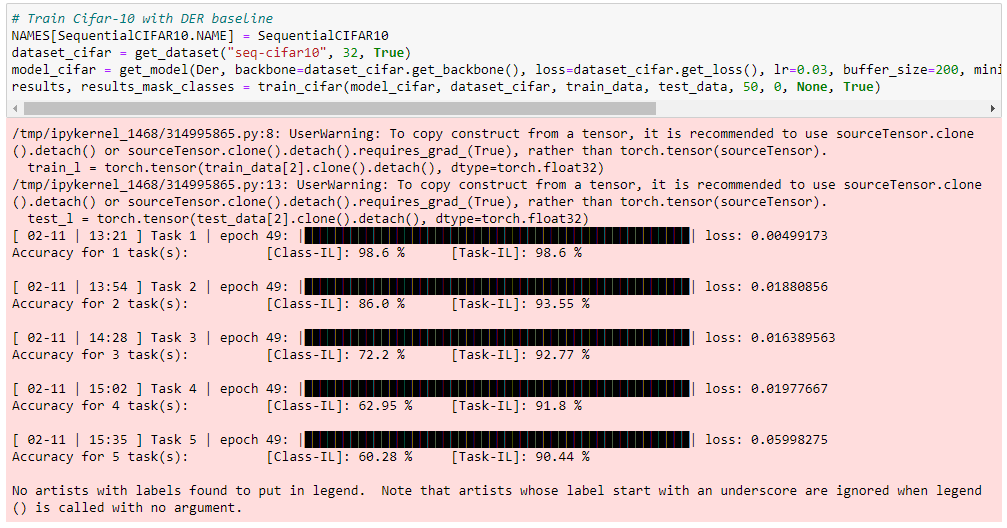 # Train Cifar-10 with DER baseline
NAMES[SequentialCIFAR10.NAME] = SequentialCIFAR10
dataset_cifar = get_dataset("seq-cifar10", 32, True)
model_cifar = get_model(Der, backbone=dataset_cifar.get_backbone(), loss=dataset_cifar.get_loss(), lr=0.03, buffer_size=200, mini
results, results_mask_classes = train_cifar(model_cifar, dataset_cifar, train_data, test_data, 50, 0, None, True)
/tmp/ipykernel_1468/314995865.py:8: UserWarning: To copy construct from a tensor, it is recommended to use sourceTensor.clone
().detach() or sourceTensor.clone().detach().requires_grad_(True), rather than torch.tensor(sourceTensor).
  train_l = torch.tensor(train_data[2].clone().detach(), dtype=torch.float32)
/tmp/ipykernel_1468/314995865.py:13: UserWarning: To copy construct from a tensor, it is recommended to use sourceTensor.clone
().detach() or sourceTensor.clone().detach().requires_grad_(True), rather than torch.tensor(sourceTensor).
  test_l = torch.tensor(test_data[2].clone().detach(), dtype=torch.float32)
[ 02-11 | 13:21 ] Task 1 | epoch 49: | | loss: 0.00499173
Accuracy for 1 task(s): [Class-IL]: 98.6 % [Task-IL]: 98.6 %
[ 02-11 | 13:54 ] Task 2 | epoch 49: | | loss: 0.01880856
Accuracy for 2 task(s): [Class-IL]: 86.0 % [Task-IL]: 93.55 %
[ 02-11 | 14:28 ] Task 3 | epoch 49: | | loss: 0.016389563
Accuracy for 3 task(s): [Class-IL]: 72.2 % [Task-IL]: 92.77 %
[ 02-11 | 15:02 ] Task 4 | epoch 49: | | loss: 0.01977667
Accuracy for 4 task(s): [Class-IL]: 62.95 % [Task-IL]: 91.8 %
[ 02-11 | 15:35 ] Task 5 | epoch 49: | | loss: 0.05998275
Accuracy for 5 task(s): [Class-IL]: 60.28 % [Task-IL]: 90.44 %
No artists with labels found to put in legend.  Note that artists whose label start with an underscore are ignored when legend
() is called with no argument.